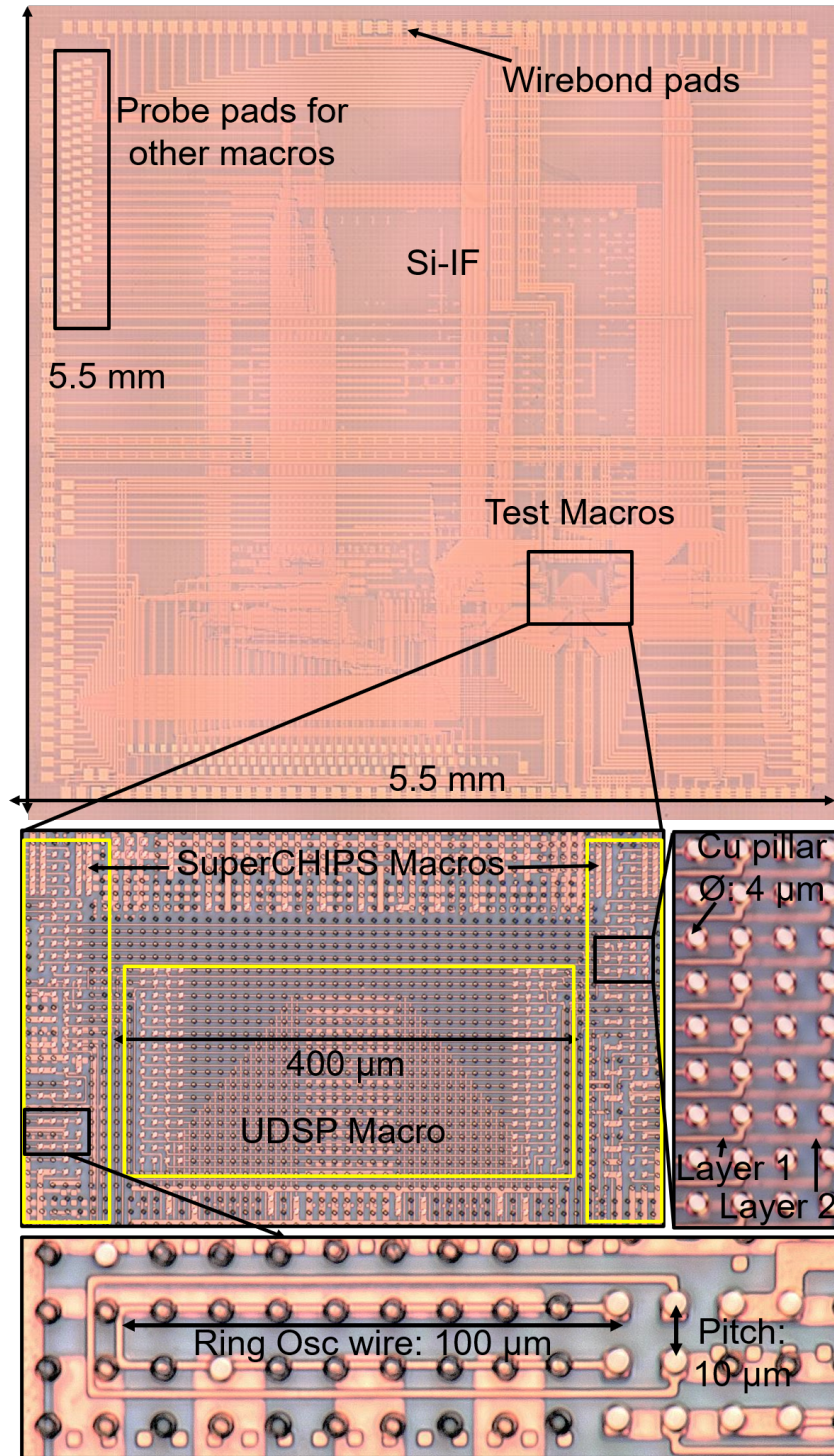 Wirebond pads
Probe pads for
other macros
Si-IF
5.5 mm
Test Macros
5.5 mm
SuperCHIPS Macros
Cu pillar
Ø: 4 µm
400 µm
UDSP Macro
Layer 1
Layer 2
Ring Osc wire: 100 µm
Pitch:
10 µm